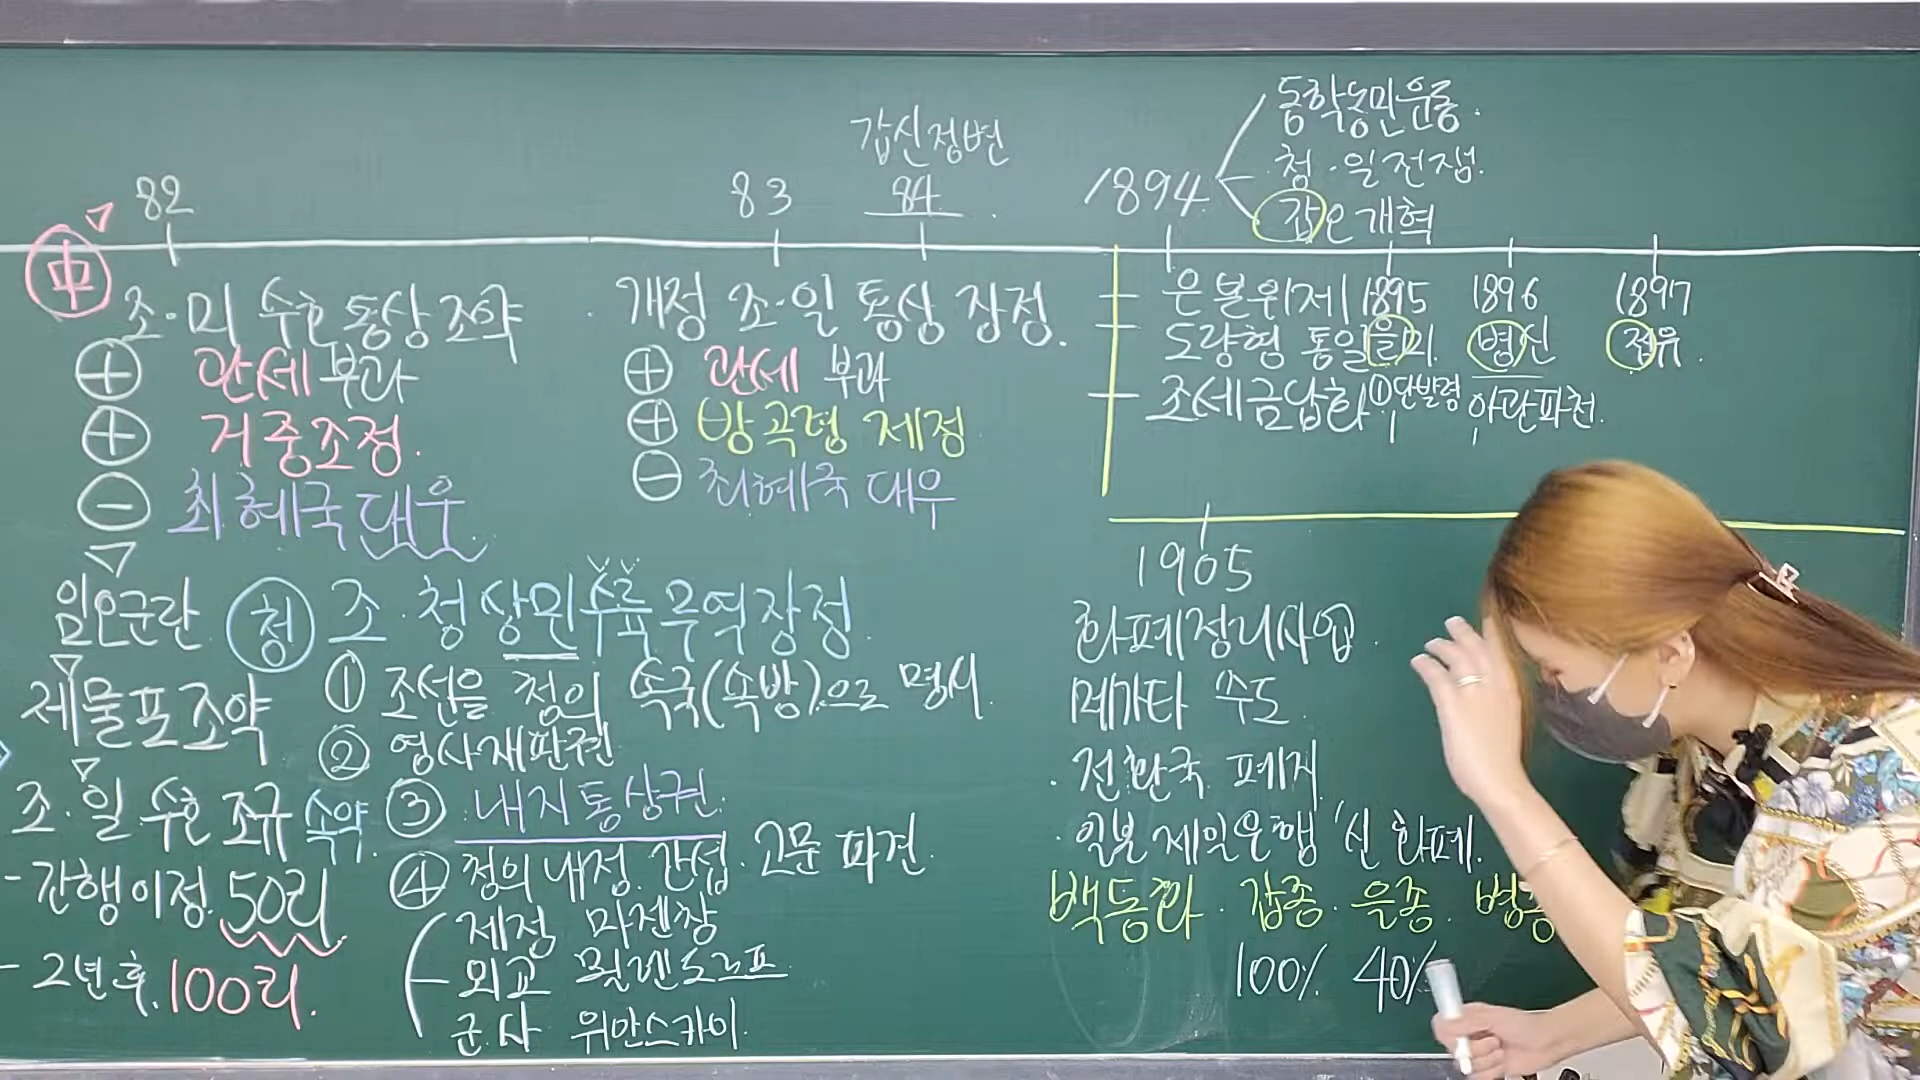 82
中
조·미 수호통상조약
⊕ 관세 부과
⊕ 거중조정.
⊖ 최혜국대우.
임오군란
제물포조약
조·일 수호조규 속약.
- 간행이정 50리
- 2년 후. 100리.
청 조·청상민수륙무역장정.
① 조선을 청의 속국(속방)으로 명시.
② 영사재판권
③ 내지통상권.
④ 청의 내정 간섭. 고문 파견.
재정 마젠창
외교 묄렌도르프
군사 위안스카이.
83
갑신정변
84
개정 조·일 통상 장정.
⊕ 관세 부과
⊕ 방곡령 제정
⊖ 최혜국 대우
1894
동학농민운동.
청·일전쟁.
갑오개혁
- 은본위제
- 도량형 통일
- 조세금납화
1895
을미.
① 단발령
1896
병신
아관파천.
1897
정유.
1905
화폐정리사업.
메가타 주도.
· 전환국 폐지
· 일본 제일은행 '신 화폐.
백동화. 갑종. 을종. 병종
100% 40%